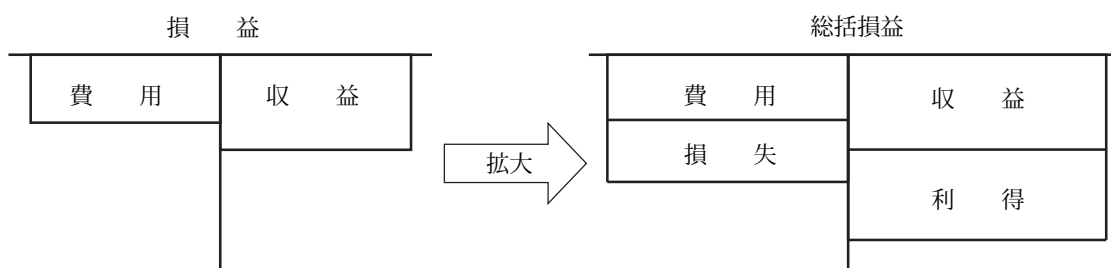 損　益
費　用
収　益
拡大
総括損益
費　用
損　失
収　益
利　得